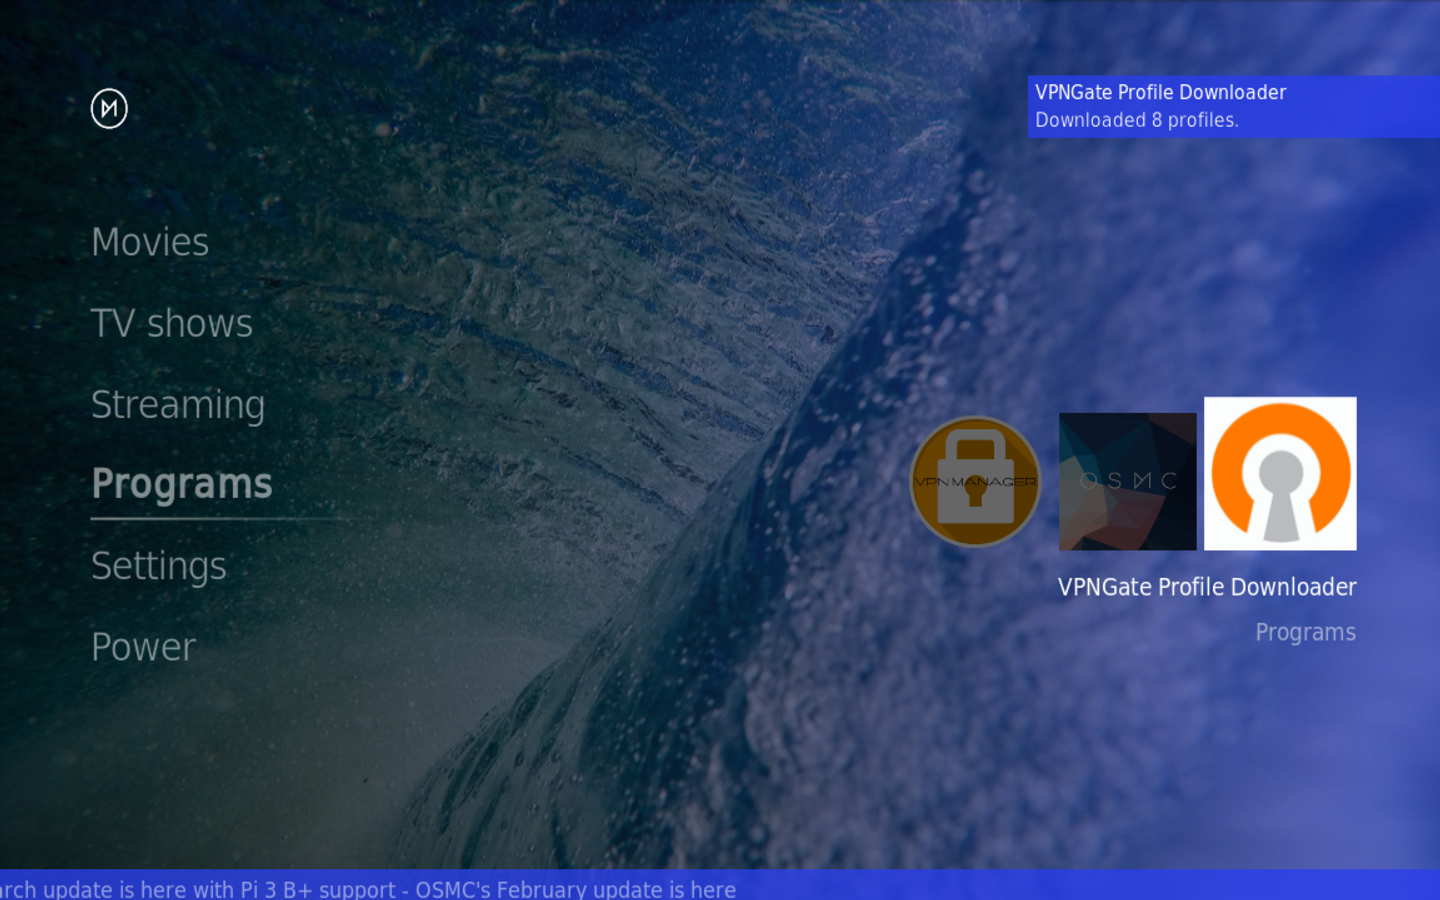 VPNGate Profile Downloader
Downloaded 8 profiles.
Movies
TV shows
Streaming
Programs
Settings
Power
VPN MANAGER
OSMC
VPNGate Profile Downloader
Programs
update is here with Pi 3 B+ support - OSMC's February update is here